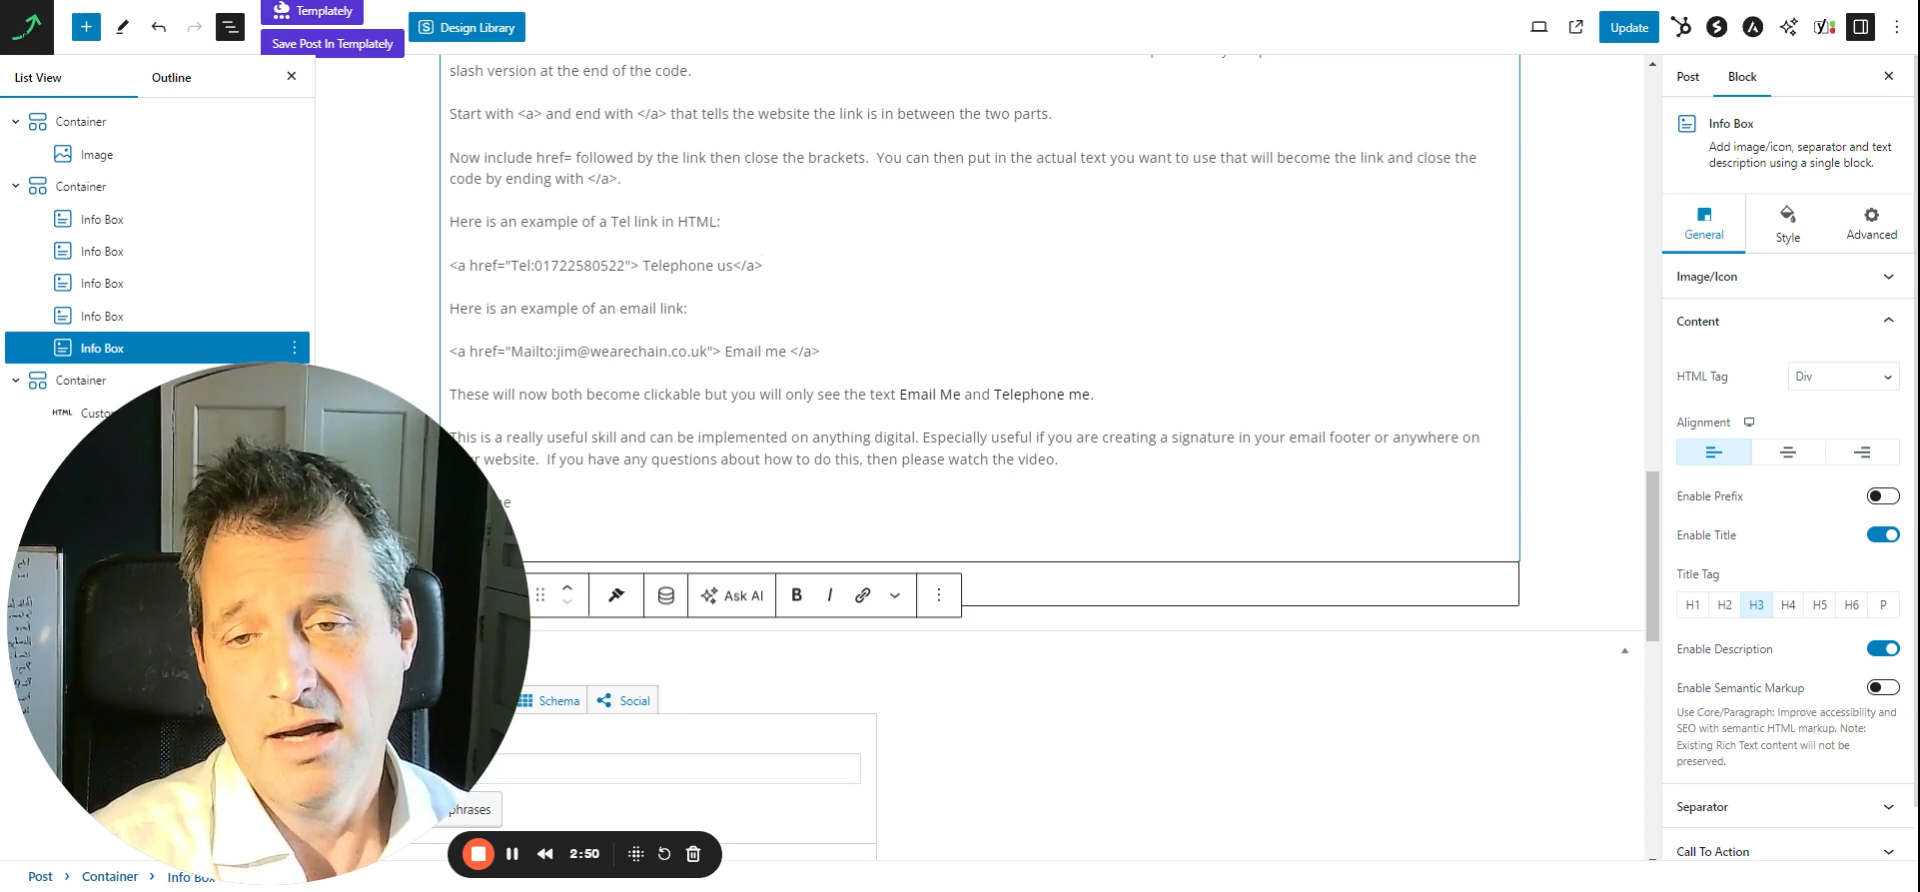 Templately
Save Post In Templately
Design Library
Update
List View
Outline
Container
Image
Container
Info Box
Info Box
Info Box
Info Box
Info Box
Container
HTML
slash version at the end of the code.
Start with <a> and end with </a> that tells the website the link is in between the two parts.
Now include href= followed by the link then close the brackets.  You can then put in the actual text you want to use that will become the link and close the
code by ending with </a>.
Here is an example of a Tel link in HTML:
<a href="Tel:01722580522"> Telephone us</a>
Here is an example of an email link:
<a href="Mailto:jim@wearechain.co.uk"> Email me </a>
These will now both become clickable but you will only see the text Email Me and Telephone me.
This is a really useful skill and can be implemented on anything digital. Especially useful if you are creating a signature in your email footer or anywhere on
website.  If you have any questions about how to do this, then please watch the video.
Ask AI
B
I
Schema
Social
phrases
2:50
Post
Container
Info Box
Post
Block
Info Box
Add image/icon, separator and text
description using a single block.
General
Style
Advanced
Image/Icon
Content
HTML Tag
Div
Alignment
Enable Prefix
Enable Title
Title Tag
H1 H2 H3 H4 H5 H6 P
Enable Description
Enable Semantic Markup
Use Core/Paragraph: Improve accessibility and
SEO with semantic HTML markup. Note:
Existing Rich Text content will not be
preserved.
Separator
Call To Action